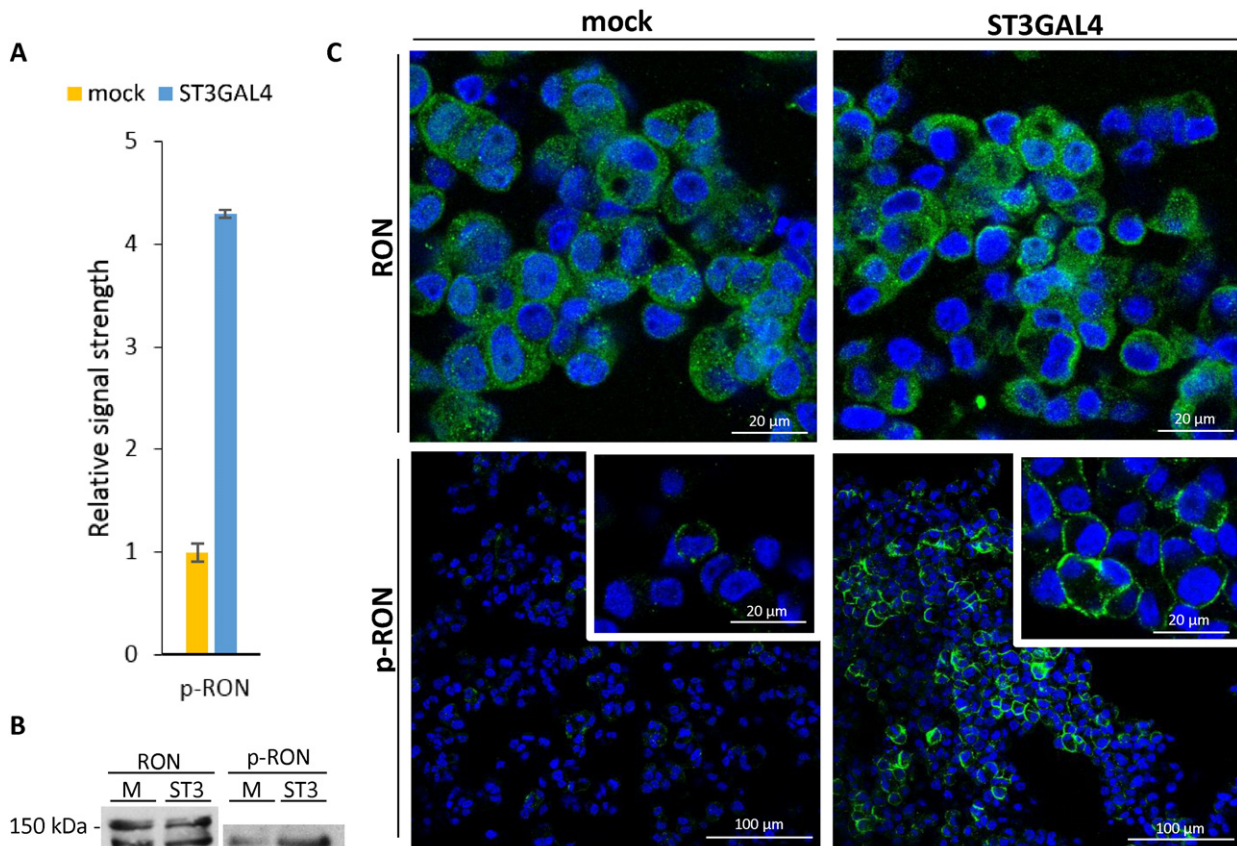 A
mock ST3GAL4
5
4
3
2
1
0
Relative signal strength
p-RON
B
RON p-RON
M ST3 M ST3
150 kDa -
C
mock ST3GAL4
RON
20 µm 20 µm
p-RON
20 µm 20 µm
100 µm 100 µm